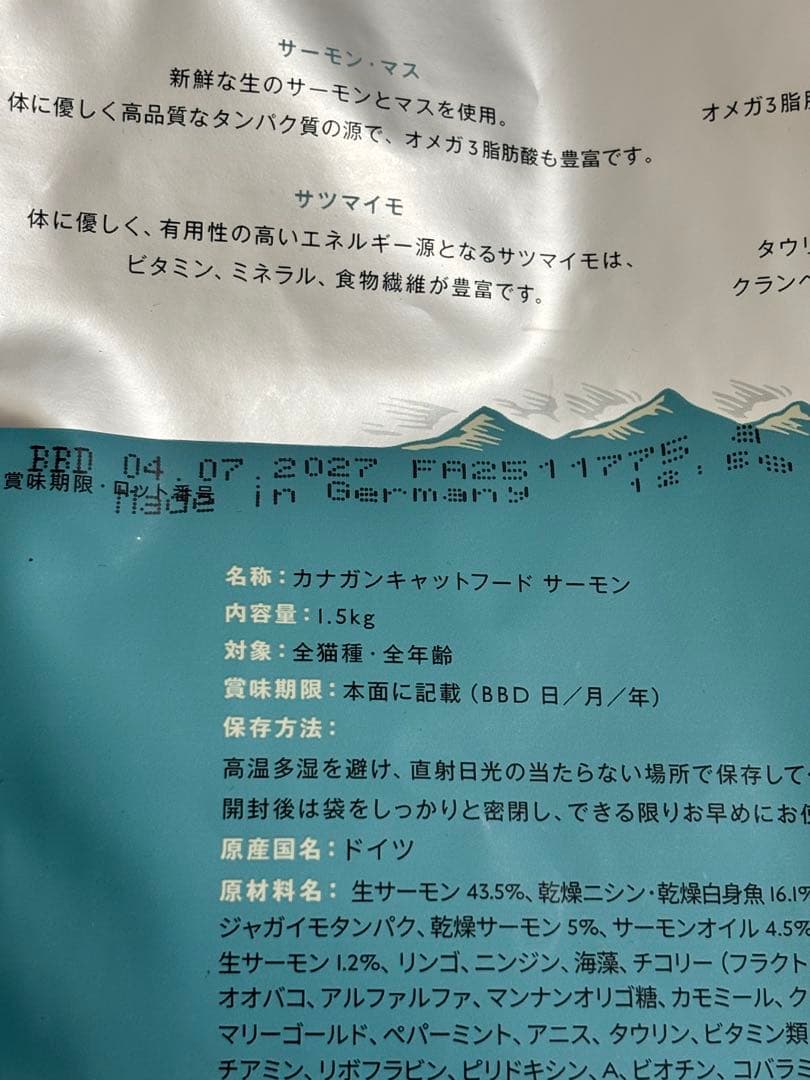 サーモン・マス
新鮮な生のサーモンとマスを使用。
体に優しく高品質なタンパク質の源で、オメガ3脂肪酸も豊富です。
オメガ3脂肪
サツマイモ
体に優しく、有用性の高いエネルギー源となるサツマイモは、
ビタミン、ミネラル、食物繊維が豊富です。
タウリ
クランベ
BBD 04.07.2027 FA2511775
賞味期限・ロット番号
Made in Germany
名称：カナガンキャットフード サーモン
内容量：1.5kg
対象：全猫種・全年齢
賞味期限：本面に記載（BBD 日／月／年）
保存方法：
高温多湿を避け、直射日光の当たらない場所で保存して
開封後は袋をしっかりと密閉し、できる限りお早めにお使
原産国名：ドイツ
原材料名：生サーモン 43.5%、乾燥ニシン・乾燥白身魚 16.1%
ジャガイモタンパク、乾燥サーモン 5%、サーモンオイル 4.5%
生サーモン 1.2%、リンゴ、ニンジン、海藻、チコリー（フラクト
オオバコ、アルファルファ、マンナンオリゴ糖、カモミール、ク
マリーゴールド、ペパーミント、アニス、タウリン、ビタミン類
チアミン、リボフラビン、ピリドキシン、A、ビオチン、コバラミ